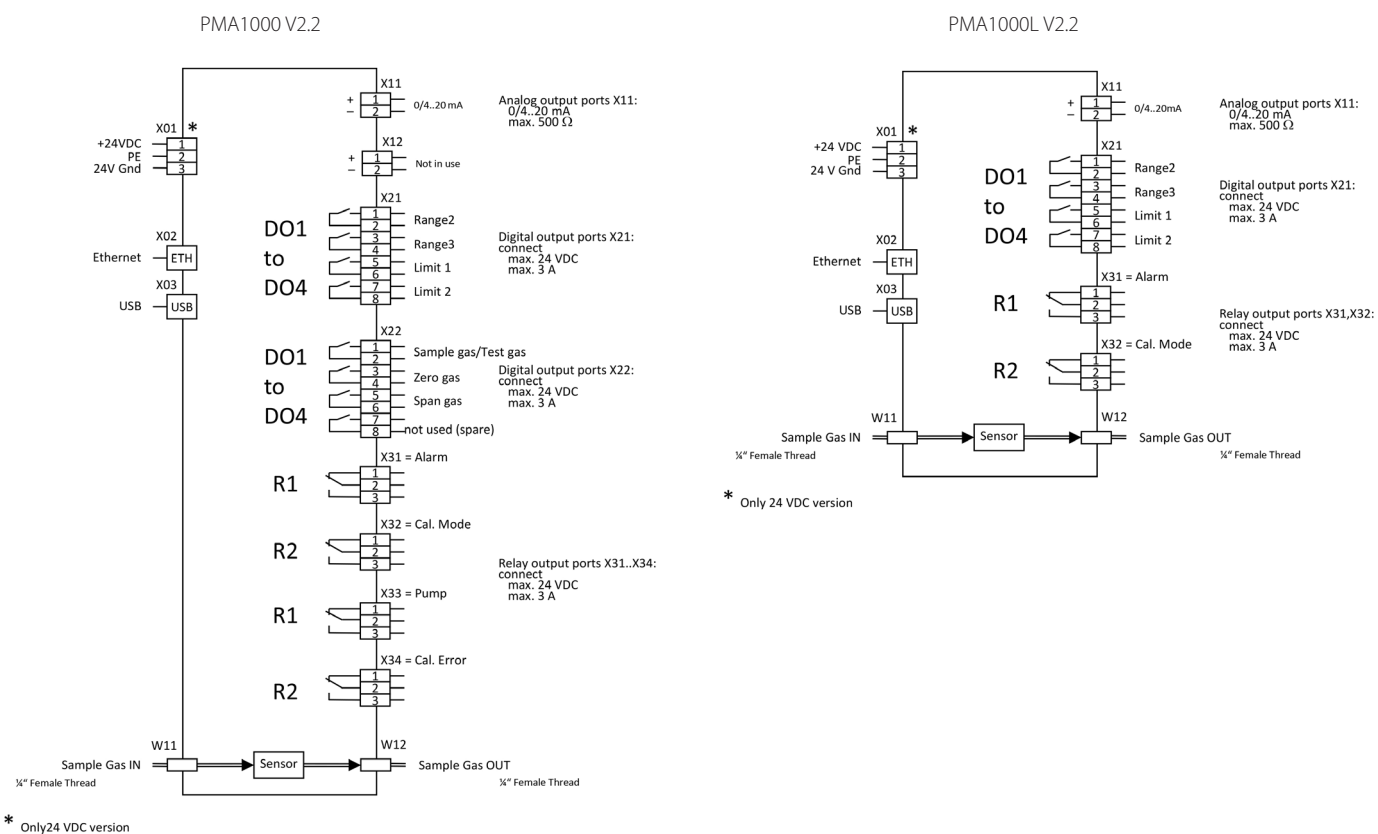 PMA1000 V2.2
X11
+ 1 0/4..20 mA
– 2
Analog output ports X11:
0/4..20 mA
max. 500 Ω
X01 *
+24VDC 1
PE 2
24V Gnd 3
X12
+ 1 Not in use
– 2
X21
DO1
to
DO4
1
2
3
4
5
6
7
8
Range2
Range3
Limit 1
Limit 2
Digital output ports X21:
connect
max. 24 VDC
max. 3 A
X02
Ethernet ETH
X03
USB USB
X22
DO1
to
DO4
1
2
3
4
5
6
7
8
Sample gas/Test gas
Zero gas
Span gas
not used (spare)
Digital output ports X22:
connect
max. 24 VDC
max. 3 A
X31 = Alarm
R1
1
2
3
X32 = Cal. Mode
R2
1
2
3
Relay output ports X31..X34:
connect
max. 24 VDC
max. 3 A
X33 = Pump
R1
1
2
3
X34 = Cal. Error
R2
1
2
3
W11
Sample Gas IN
¼“ Female Thread
Sensor
W12
Sample Gas OUT
¼“ Female Thread
* Only24 VDC version
PMA1000L V2.2
X11
+ 1 0/4..20mA
– 2
Analog output ports X11:
0/4..20 mA
max. 500 Ω
X01 *
+24 VDC 1
PE 2
24 V Gnd 3
X21
DO1
to
DO4
1
2
3
4
5
6
7
8
Range2
Range3
Limit 1
Limit 2
Digital output ports X21:
connect
max. 24 VDC
max. 3 A
X02
Ethernet ETH
X03
USB USB
X31 = Alarm
R1
1
2
3
Relay output ports X31,X32:
connect
max. 24 VDC
max. 3 A
X32 = Cal. Mode
R2
1
2
3
W11
Sample Gas IN
¼“ Female Thread
Sensor
W12
Sample Gas OUT
¼“ Female Thread
* Only 24 VDC version